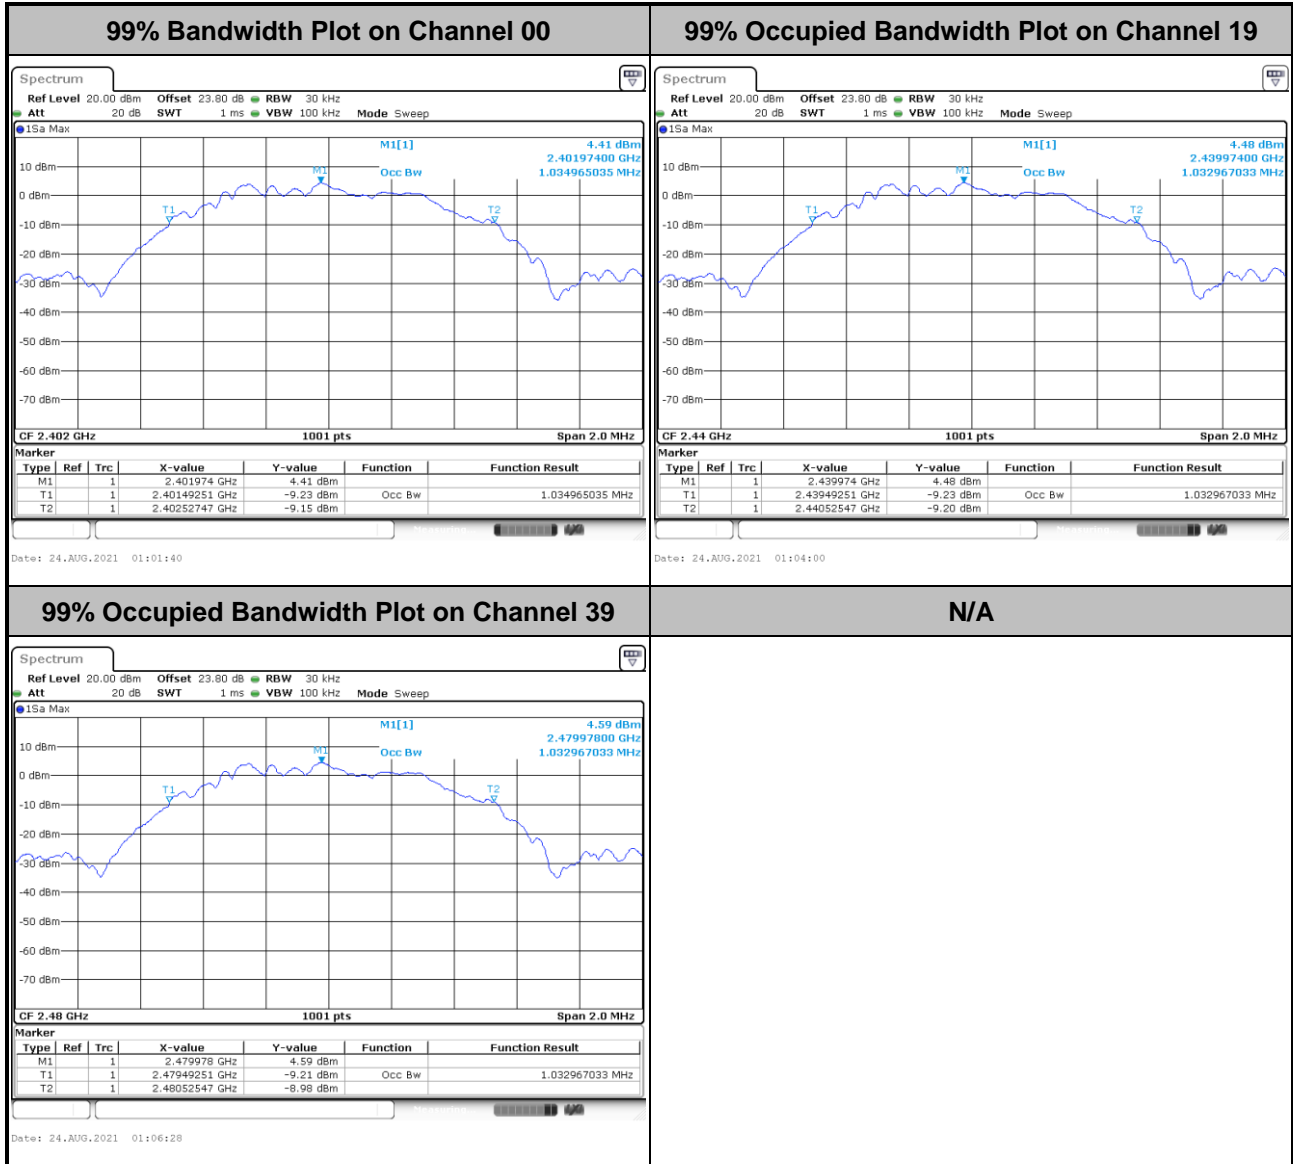 99% Bandwidth Plot on Channel 00
Spectrum
Ref Level 20.00 dBm Offset 23.80 dB RBW 30 kHz
Att 20 dB SWT 1 ms VBW 100 kHz Mode Sweep
1Sa Max
M1[1] 4.41 dBm
2.40197400 GHz
10 dBm
M1
Occ Bw 1.034965035 MHz
0 dBm
T1
T2
-10 dBm
-20 dBm
-30 dBm
-40 dBm
-50 dBm
-60 dBm
-70 dBm
CF 2.402 GHz 1001 pts Span 2.0 MHz
Marker
Type Ref Trc X-value Y-value Function Function Result
M1 1 2.401974 GHz 4.41 dBm
T1 1 2.40149251 GHz -9.23 dBm Occ Bw 1.034965035 MHz
T2 1 2.40252747 GHz -9.15 dBm
Measuring...
Date: 24.AUG.2021 01:01:40
99% Occupied Bandwidth Plot on Channel 19
Spectrum
Ref Level 20.00 dBm Offset 23.80 dB RBW 30 kHz
Att 20 dB SWT 1 ms VBW 100 kHz Mode Sweep
1Sa Max
M1[1] 4.48 dBm
2.43997400 GHz
10 dBm
M1
Occ Bw 1.032967033 MHz
0 dBm
T1
T2
-10 dBm
-20 dBm
-30 dBm
-40 dBm
-50 dBm
-60 dBm
-70 dBm
CF 2.44 GHz 1001 pts Span 2.0 MHz
Marker
Type Ref Trc X-value Y-value Function Function Result
M1 1 2.439974 GHz 4.48 dBm
T1 1 2.43949251 GHz -9.23 dBm Occ Bw 1.032967033 MHz
T2 1 2.44052547 GHz -9.20 dBm
Measuring...
Date: 24.AUG.2021 01:04:00
99% Occupied Bandwidth Plot on Channel 39
Spectrum
Ref Level 20.00 dBm Offset 23.80 dB RBW 30 kHz
Att 20 dB SWT 1 ms VBW 100 kHz Mode Sweep
1Sa Max
M1[1] 4.59 dBm
2.47997800 GHz
10 dBm
M1
Occ Bw 1.032967033 MHz
0 dBm
T1
T2
-10 dBm
-20 dBm
-30 dBm
-40 dBm
-50 dBm
-60 dBm
-70 dBm
CF 2.48 GHz 1001 pts Span 2.0 MHz
Marker
Type Ref Trc X-value Y-value Function Function Result
M1 1 2.479978 GHz 4.59 dBm
T1 1 2.47949251 GHz -9.21 dBm Occ Bw 1.032967033 MHz
T2 1 2.48052547 GHz -8.98 dBm
Measuring...
Date: 24.AUG.2021 01:06:28
N/A